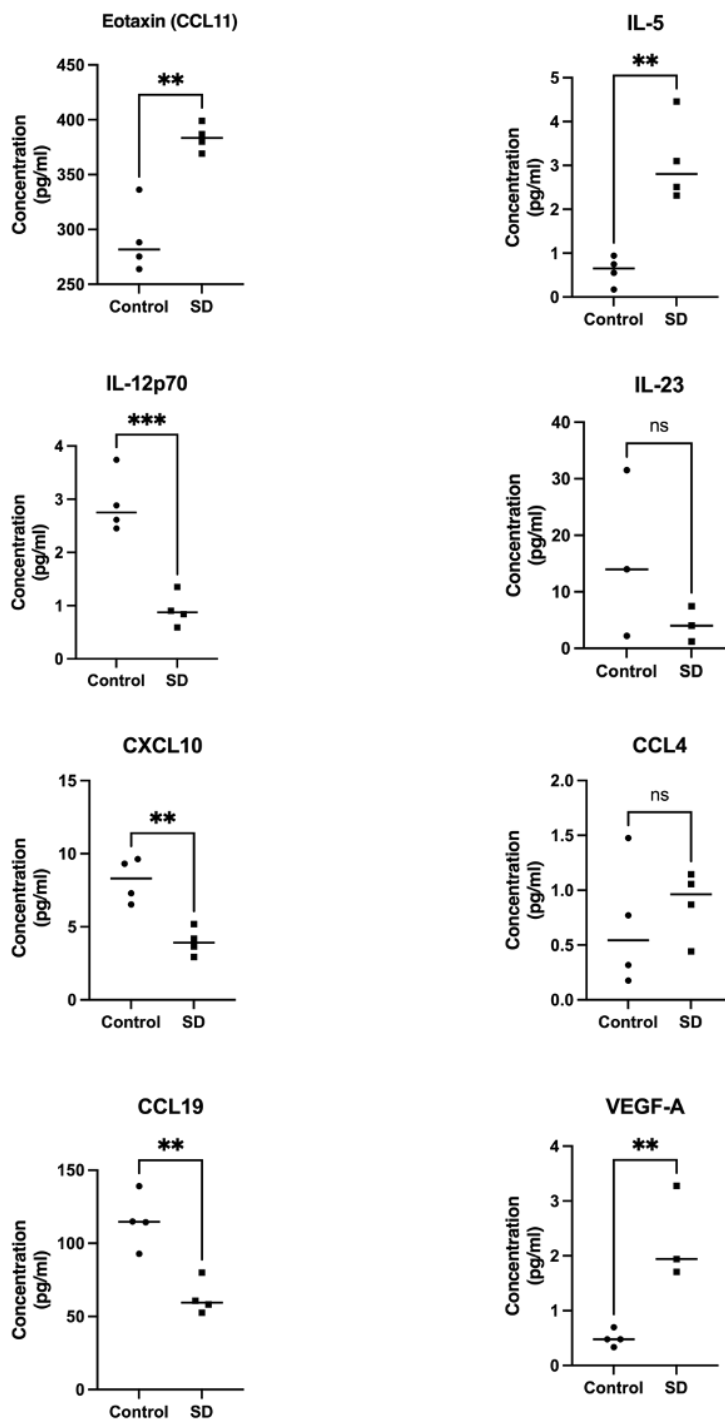 Eotaxin (CCL11)
**
Concentration
(pg/ml)
450
400
350
300
250
Control SD
IL-5
**
Concentration
(pg/ml)
5
4
3
2
1
0
Control SD
IL-12p70
***
Concentration
(pg/ml)
4
3
2
1
0
Control SD
IL-23
ns
Concentration
(pg/ml)
40
30
20
10
0
Control SD
CXCL10
**
Concentration
(pg/ml)
15
10
5
0
Control SD
CCL4
ns
Concentration
(pg/ml)
2.0
1.5
1.0
0.5
0.0
Control SD
CCL19
**
Concentration
(pg/ml)
150
100
50
0
Control SD
VEGF-A
**
Concentration
(pg/ml)
4
3
2
1
0
Control SD